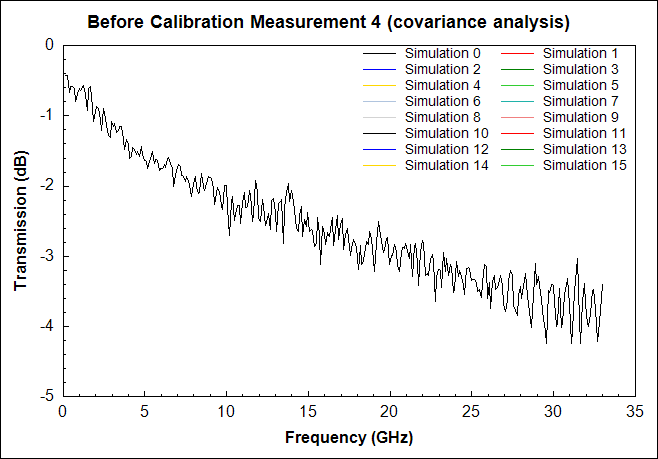 Before Calibration Measurement 4 (covariance analysis)
Simulation 0 Simulation 1
Simulation 2 Simulation 3
Simulation 4 Simulation 5
Simulation 6 Simulation 7
Simulation 8 Simulation 9
Simulation 10 Simulation 11
Simulation 12 Simulation 13
Simulation 14 Simulation 15
Transmission (dB)
0
-1
-2
-3
-4
-5
0 5 10 15 20 25 30 35
Frequency (GHz)